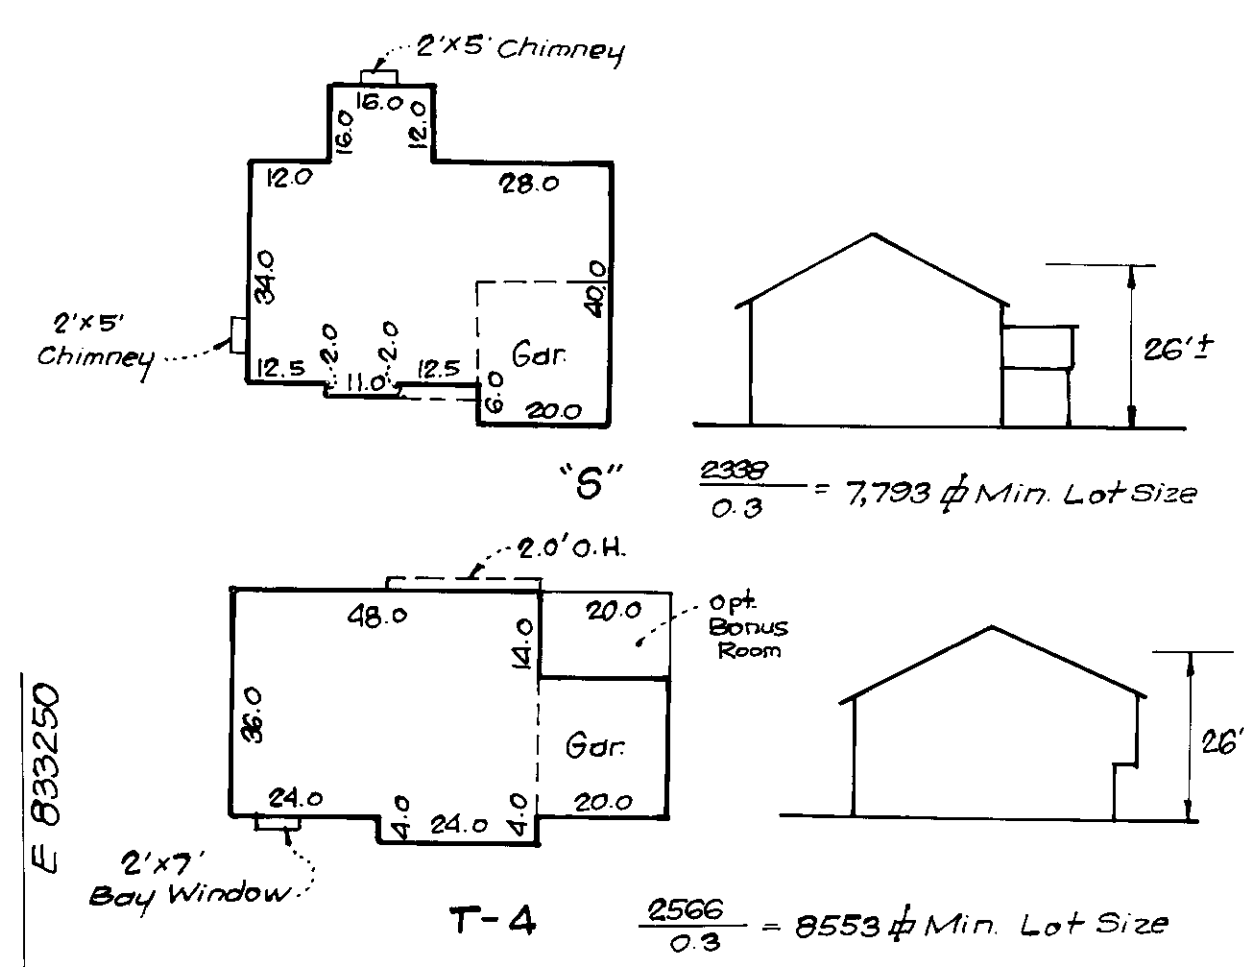 2'x5' Chimney
16.0
16.0
12.0
12.0
28.0
34.0
40.0
2'x5'
Chimney
12.5
2.0
11.0
2.0
12.5
Gar.
6.0
20.0
26'±
"S"
2338
0.3
= 7,793 ⏀ Min. Lot Size
2.0' O.H.
48.0
20.0
opt.
Bonus
Room
14.0
36.0
Gar.
24.0
4.0
24.0
4.0
20.0
26'
2'x7'
Bay Window
T-4
2566
0.3
= 8553 ⏀ Min. Lot Size
E 833250